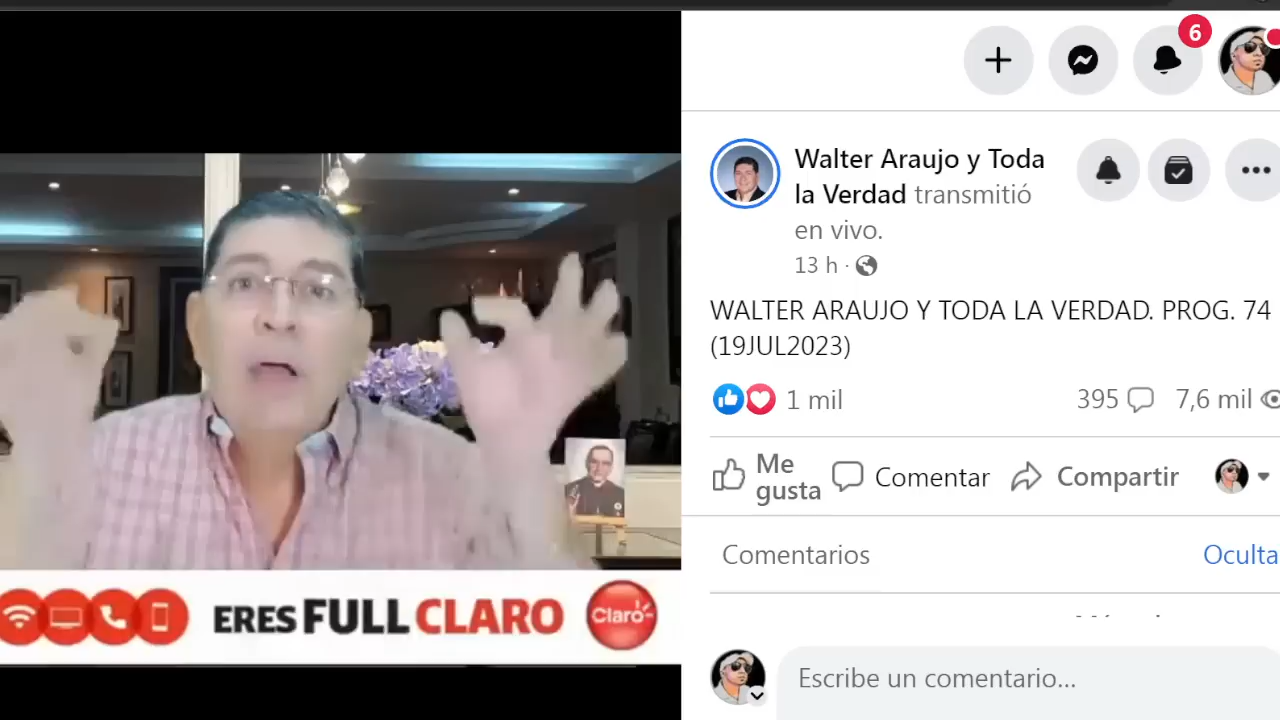 6
Walter Araujo y Toda
la Verdad transmitió
en vivo.
13 h ·
WALTER ARAUJO Y TODA LA VERDAD. PROG. 74
(19JUL2023)
1 mil
395
7,6 mil
Me
gusta
Comentar
Compartir
Comentarios
Oculta
ERES FULL CLARO
Claro
Escribe un comentario...